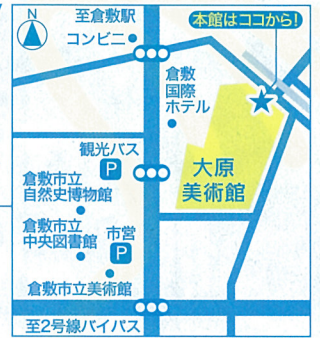 N
至倉敷駅
本館はココから!
コンビニ
倉敷
国際
ホテル
観光バス
P
大原
美術館
倉敷市立
自然史博物館
倉敷市立
中央図書館
市営
P
倉敷市立美術館
至2号線バイパス